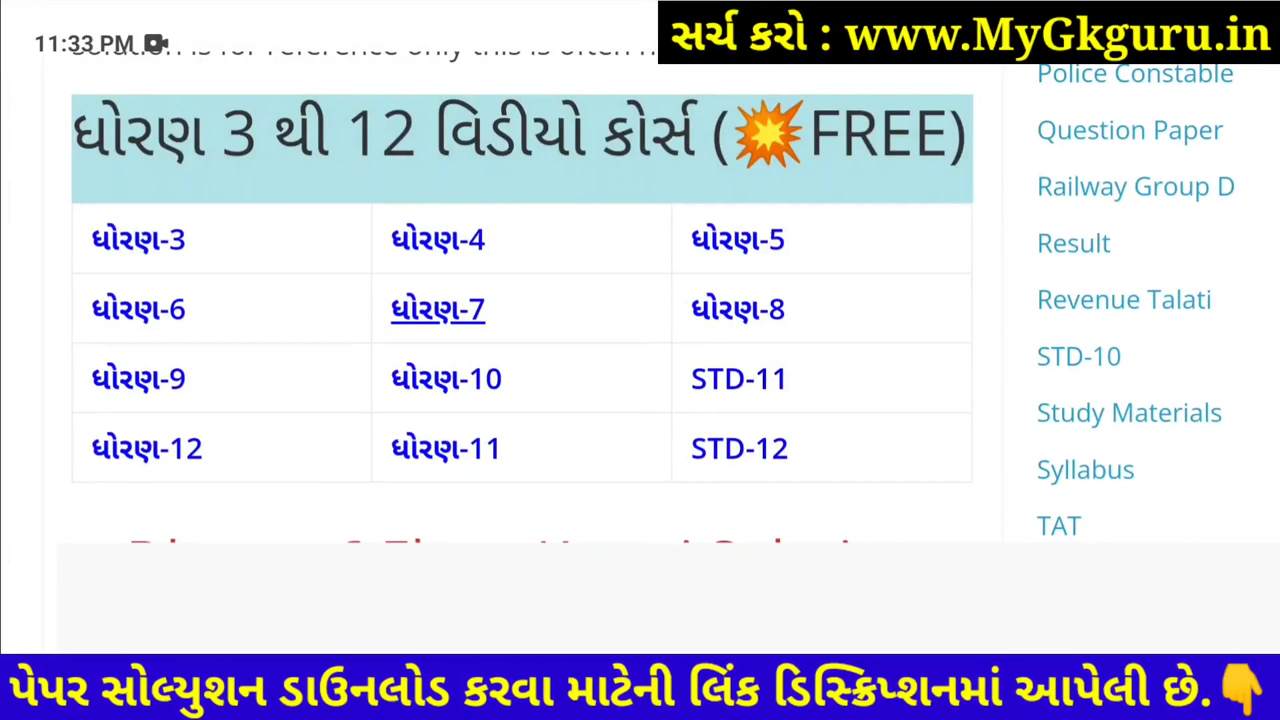 સર્ચ કરો : www.MyGkguru.in
11:33 PM
ધોરણ 3 થી 12 વિડીયો કોર્સ (💥FREE)
ધોરણ-3 ધોરણ-4 ધોરણ-5
ધોરણ-6 ધોરણ-7 ધોરણ-8
ધોરણ-9 ધોરણ-10 STD-11
ધોરણ-12 ધોરણ-11 STD-12
Police Constable
Question Paper
Railway Group D
Result
Revenue Talati
STD-10
Study Materials
Syllabus
TAT
પેપર સોલ્યુશન ડાઉનલોડ કરવા માટેની લિંક ડિસ્ક્રિપ્શનમાં આપેલી છે.👇